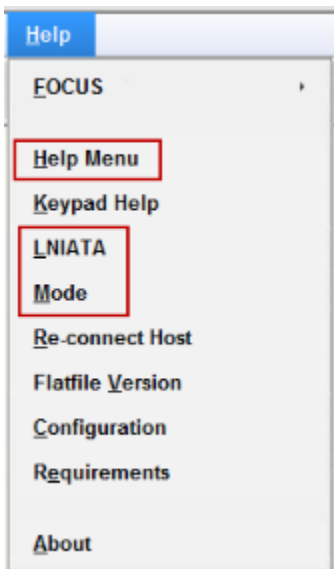 Help
FOCUS
Help Menu
Keypad Help
LNIATA
Mode
Re-connect Host
Flatfile Version
Configuration
Requirements
About